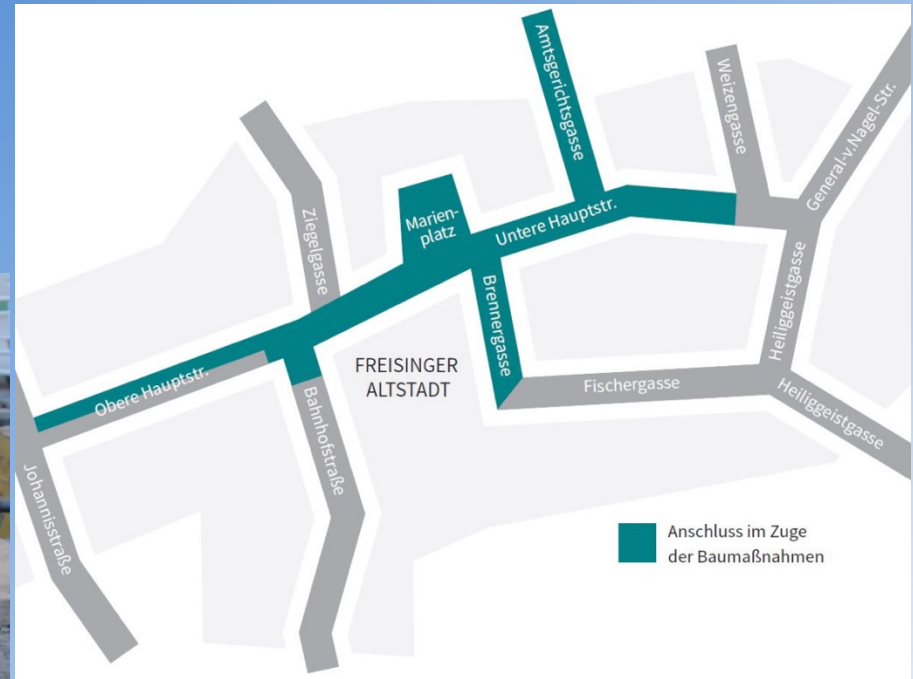 Amtsgerichtsgasse
Weizengasse
General-v.Nagel-Str.
Ziegelgasse
Marien-
platz
Untere Hauptstr.
Brennergasse
Heiliggeistgasse
FREISINGER
ALTSTADT
Fischergasse
Heiliggeistgasse
Obere Hauptstr.
Bahnhofstraße
Johannisstraße
Anschluss im Zuge
der Baumaßnahmen